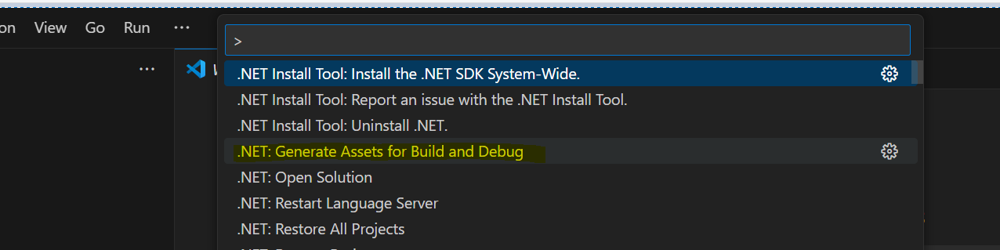 on View Go Run ...
>
.NET Install Tool: Install the .NET SDK System-Wide.
.NET Install Tool: Report an issue with the .NET Install Tool.
.NET Install Tool: Uninstall .NET.
.NET: Generate Assets for Build and Debug
.NET: Open Solution
.NET: Restart Language Server
.NET: Restore All Projects